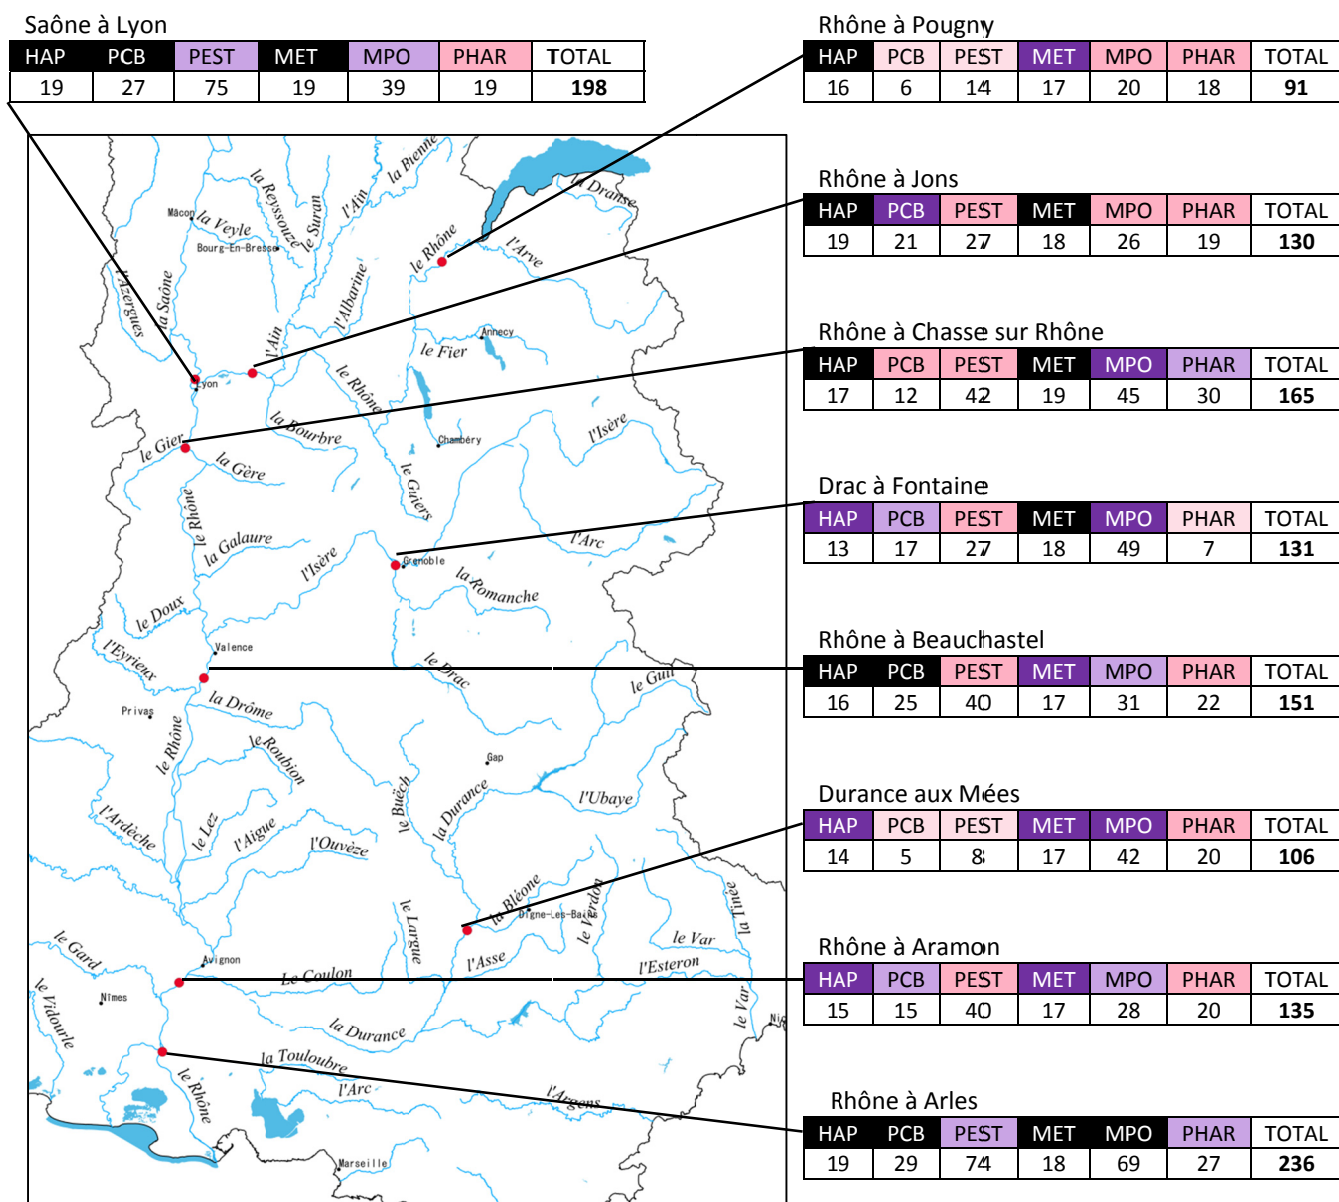 Saône à Lyon
HAP PCB PEST MET MPO PHAR TOTAL
19 27 75 19 39 19 198
Rhône à Pougny
HAP PCB PEST MET MPO PHAR TOTAL
16 6 14 17 20 18 91
Rhône à Jons
HAP PCB PEST MET MPO PHAR TOTAL
19 21 27 18 26 19 130
Rhône à Chasse sur Rhône
HAP PCB PEST MET MPO PHAR TOTAL
17 12 42 19 45 30 165
Drac à Fontaine
HAP PCB PEST MET MPO PHAR TOTAL
13 17 27 18 49 7 131
Rhône à Beauchastel
HAP PCB PEST MET MPO PHAR TOTAL
16 25 40 17 31 22 151
Durance aux Mées
HAP PCB PEST MET MPO PHAR TOTAL
14 5 8 17 42 20 106
Rhône à Aramon
HAP PCB PEST MET MPO PHAR TOTAL
15 15 40 17 28 20 135
Rhône à Arles
HAP PCB PEST MET MPO PHAR TOTAL
19 29 74 18 69 27 236
la Bienne
la Reyssouze
le Suran
l'Ain
la Dranse
Mâcon
la Veyle
Bourg-En-Bresse
le Rhône
l'Arve
l'Azergues
la Saône
l'Albarine
l'Ain
Annecy
le Fier
Lyon
le Rhône
la Bourbre
Chambéry
l'Isère
le Gier
la Gère
le Guiers
le Rhône
la Galaure
l'Isère
l'Arc
Grenoble
la Romanche
le Doux
l'Eyrieux
Valence
le Drac
le Guil
Privas
la Drôme
le Rhône
le Roubion
Gap
le Buëch
la Durance
l'Ubaye
l'Ardèche
le Lez
l'Aigue
l'Ouvèze
la Bléone
Digne-Les-Bains
le Verdon
la Tinée
le Largue
le Gard
Avignon
Le Coulon
l'Asse
le Var
l'Esteron
le Vidourle
Nîmes
la Durance
le Var
Nic
la Touloubre
le Rhône
l'Arc
l'Argens
Marseille